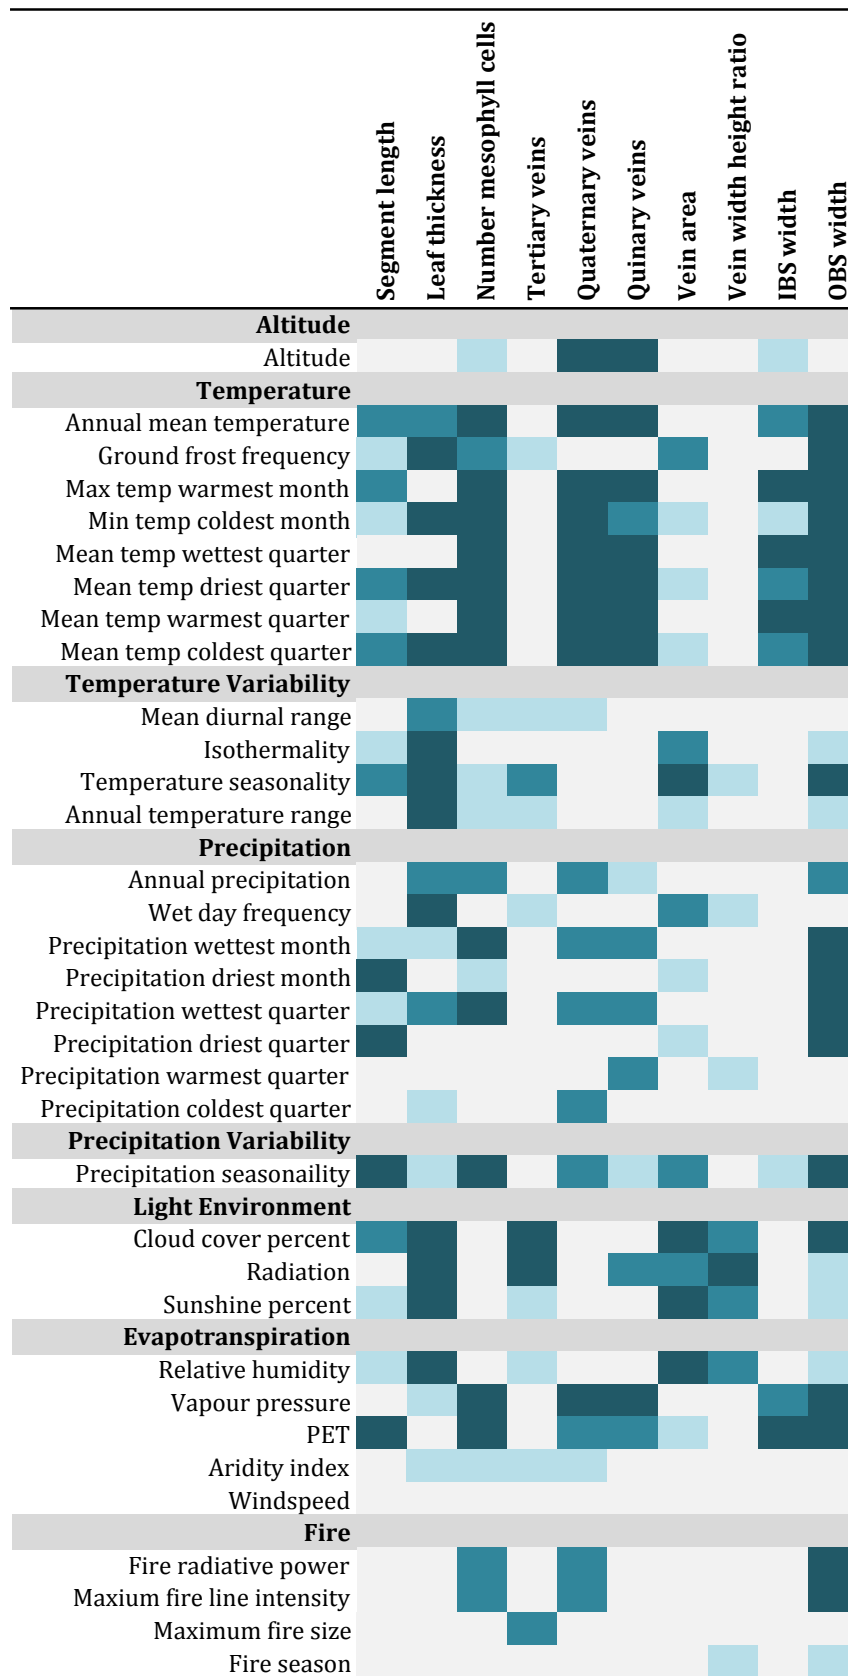 Segment length
Leaf thickness
Number mesophyll cells
Tertiary veins
Quaternary veins
Quinary veins
Vein area
Vein width height ratio
IBS width
OBS width
Altitude
Altitude
Temperature
Annual mean temperature
Ground frost frequency
Max temp warmest month
Min temp coldest month
Mean temp wettest quarter
Mean temp driest quarter
Mean temp warmest quarter
Mean temp coldest quarter
Temperature Variability
Mean diurnal range
Isothermality
Temperature seasonality
Annual temperature range
Precipitation
Annual precipitation
Wet day frequency
Precipitation wettest month
Precipitation driest month
Precipitation wettest quarter
Precipitation driest quarter
Precipitation warmest quarter
Precipitation coldest quarter
Precipitation Variability
Precipitation seasonaility
Light Environment
Cloud cover percent
Radiation
Sunshine percent
Evapotranspiration
Relative humidity
Vapour pressure
PET
Aridity index
Windspeed
Fire
Fire radiative power
Maxium fire line intensity
Maximum fire size
Fire season